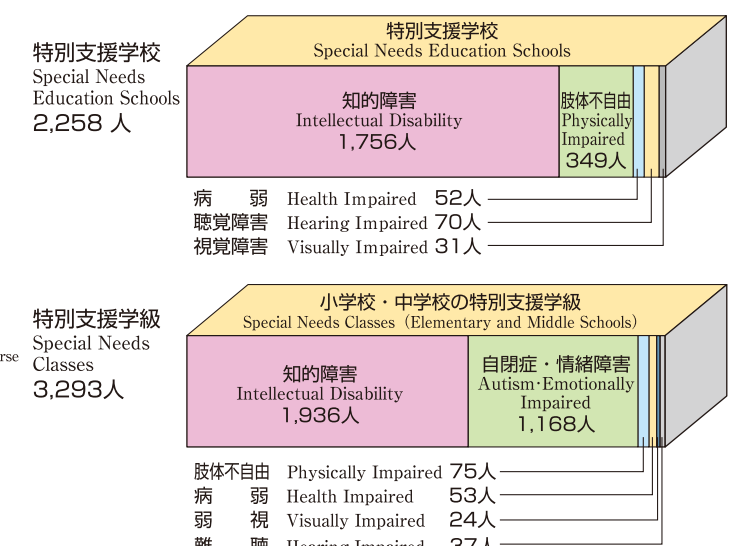 特別支援学校
Special Needs
Education Schools
2,258 人
特別支援学校
Special Needs Education Schools
知的障害
Intellectual Disability
1,756人
肢体不自由
Physically
Impaired
349人
病 弱 Health Impaired 52人
聴覚障害 Hearing Impaired 70人
視覚障害 Visually Impaired 31人
特別支援学級
Special Needs
Classes
3,293人
小学校・中学校の特別支援学級
Special Needs Classes (Elementary and Middle Schools)
知的障害
Intellectual Disability
1,936人
自閉症・情緒障害
Autism·Emotionally
Impaired
1,168人
rse
肢体不自由 Physically Impaired 75人
病 弱 Health Impaired 53人
弱 視 Visually Impaired 24人
難 聴 Hearing Impaired 37人